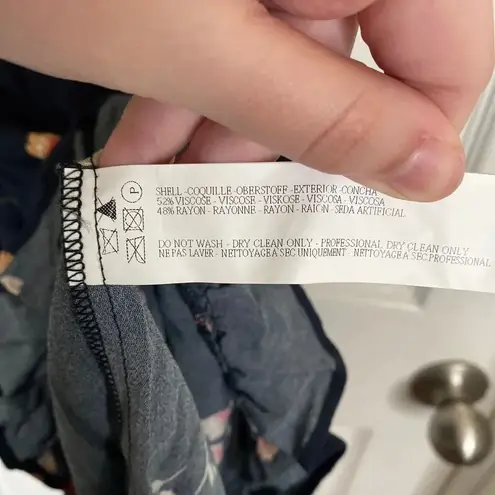 P
SHELL -COQUILLE -OBERSTOFF -EXTERIOR -CONCHA
52% VISCOSE - VISCOSE - VISKOSE - VISCOSA - VISCOSA
48% RAYON - RAYONNE - RAYON - RAION - SEDA ARTIFICIAL
DO NOT WASH - DRY CLEAN ONLY - PROFESSIONAL DRY CLEAN ONLY
NE PAS LAVER - NETTOYAGE A SEC UNIQUEMENT - NETTOYAGE A SEC PROFESSIONAL